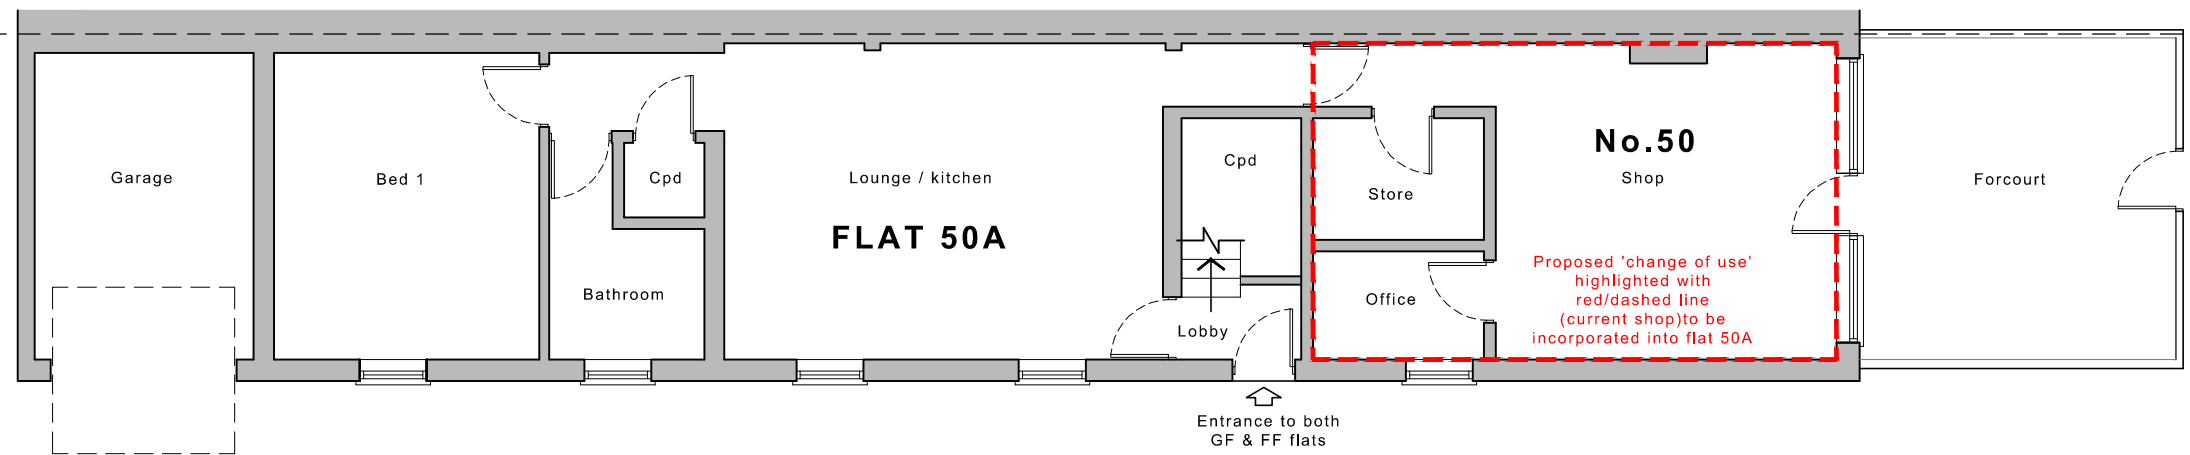 Garage
Bed 1
Bathroom
Cpd
Lounge / kitchen
FLAT 50A
Cpd
Lobby
Store
Office
No.50
Shop
Proposed 'change of use'
highlighted with
red/dashed line
(current shop)to be
incorporated into flat 50A
Forcourt
Entrance to both
GF & FF flats